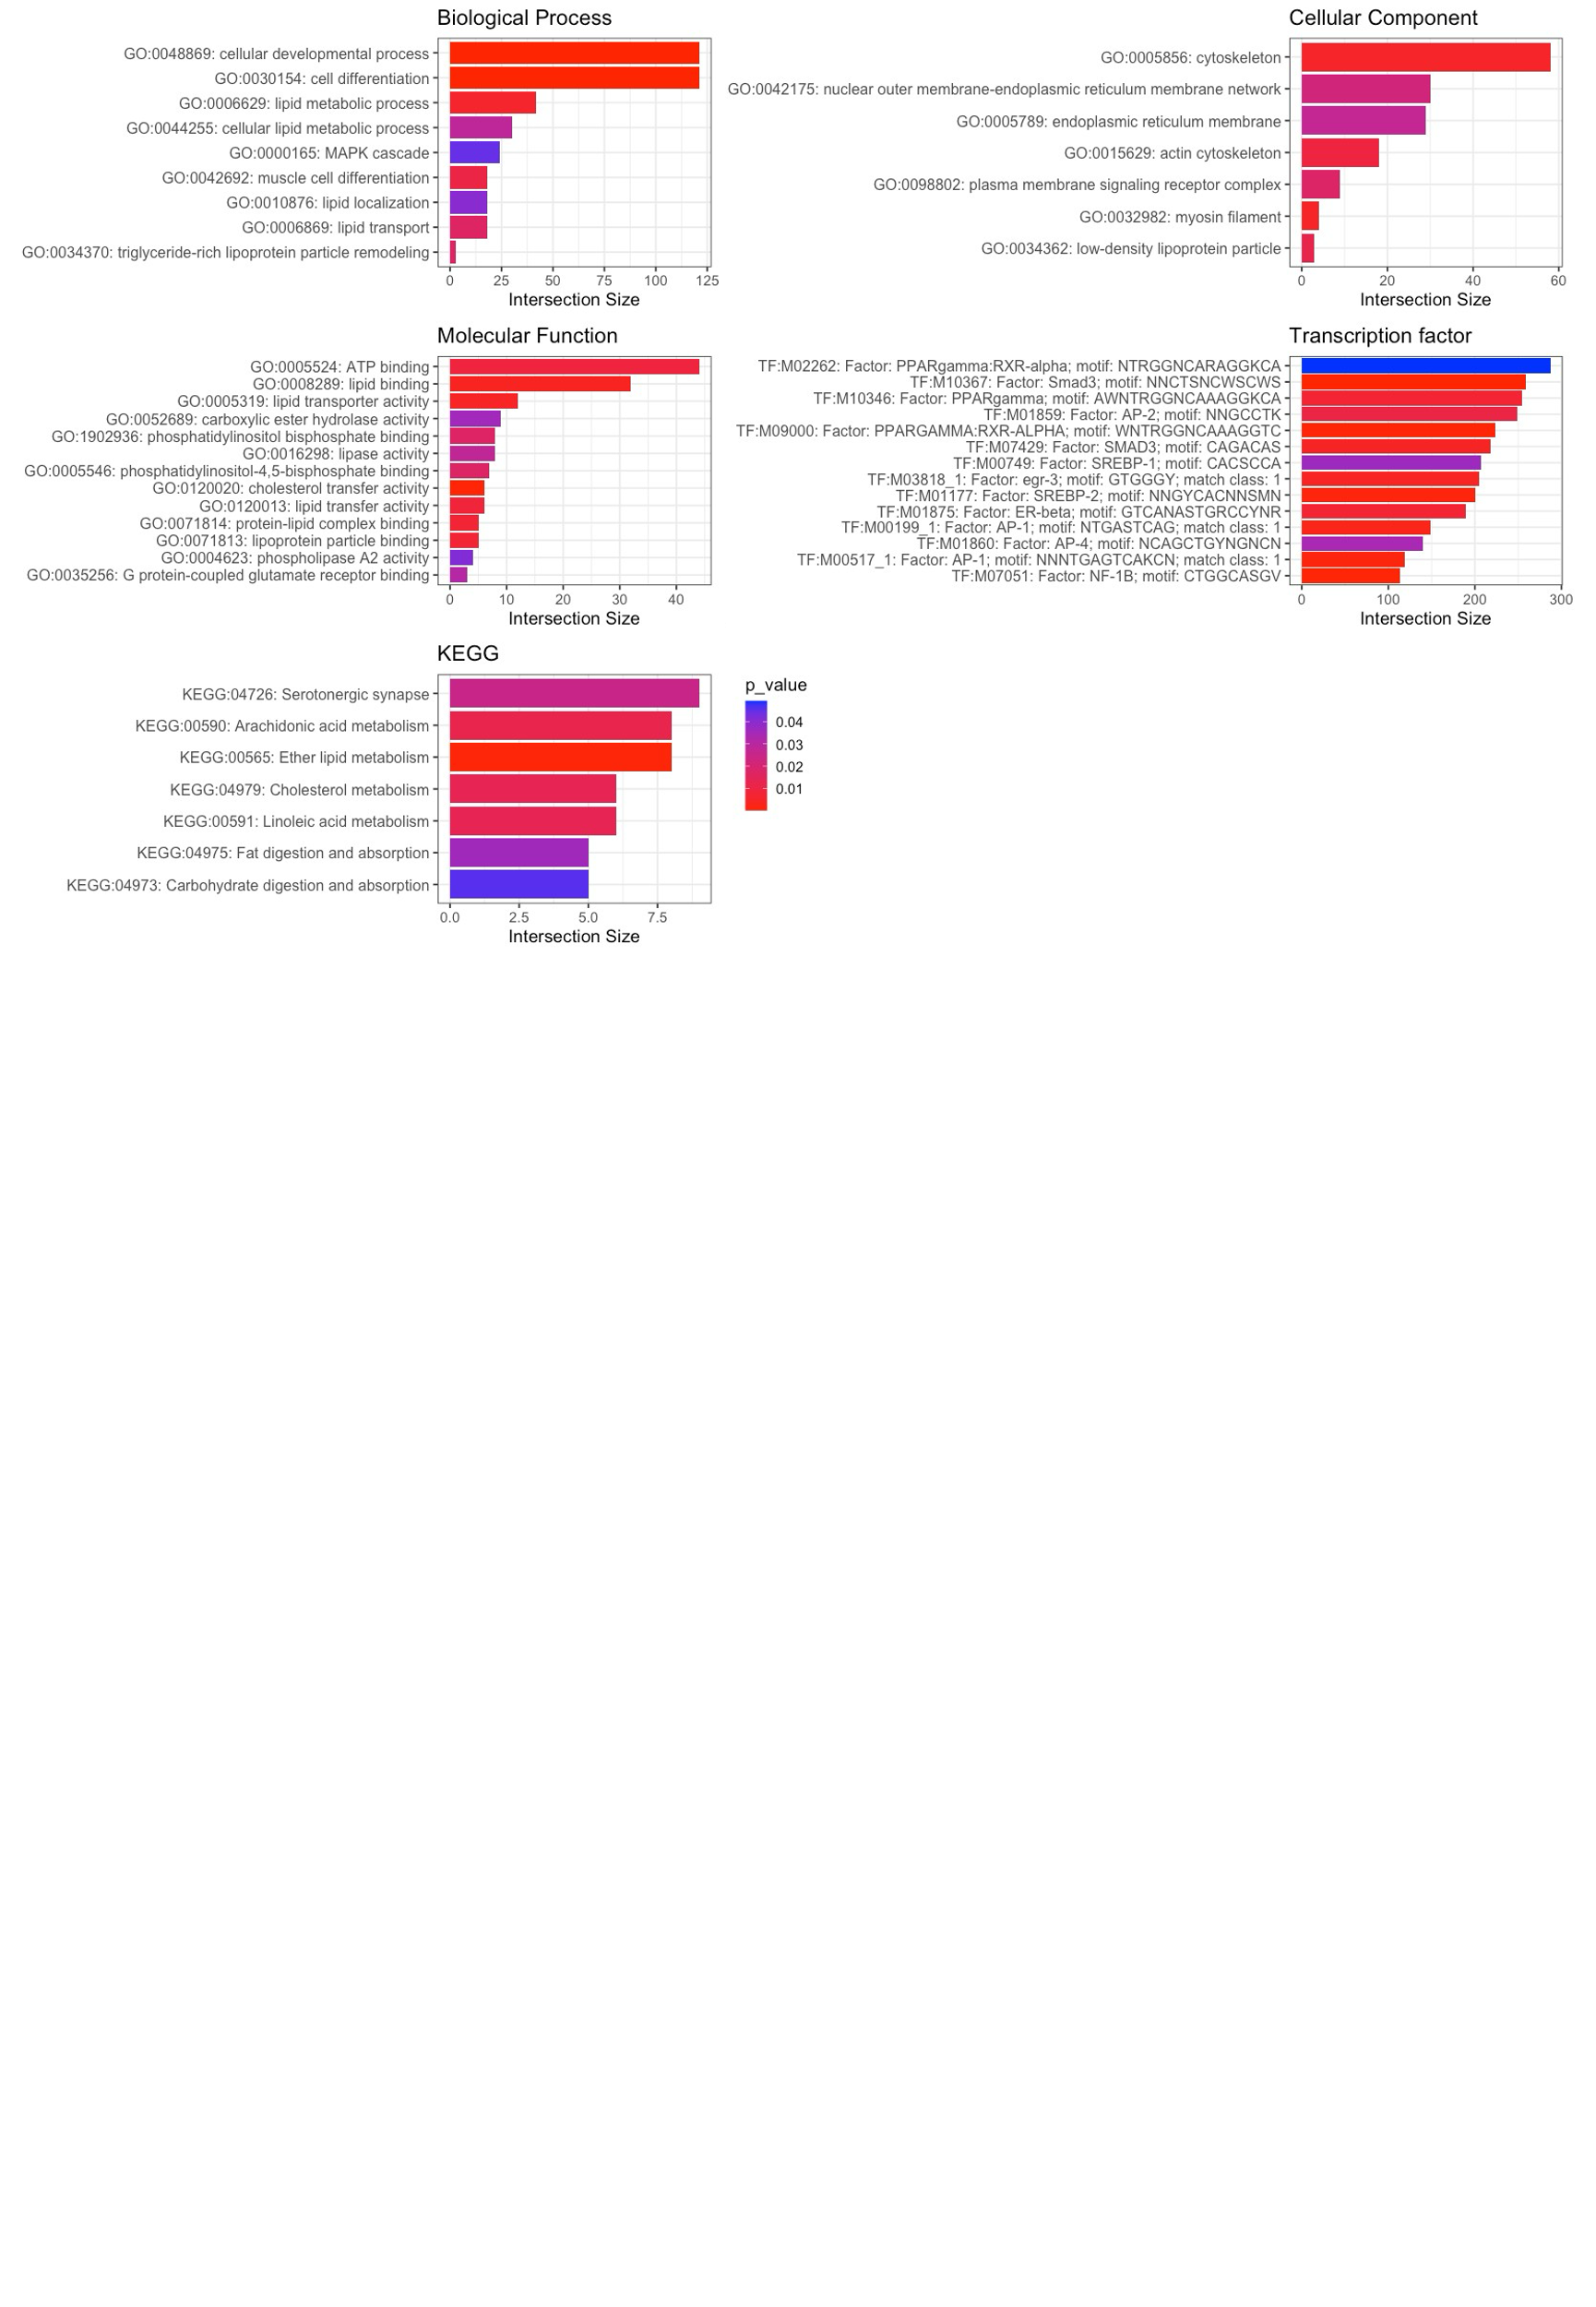 Biological Process
GO:0048869: cellular developmental process
GO:0030154: cell differentiation
GO:0006629: lipid metabolic process
GO:0044255: cellular lipid metabolic process
GO:0000165: MAPK cascade
GO:0042692: muscle cell differentiation
GO:0010876: lipid localization
GO:0006869: lipid transport
GO:0034370: triglyceride-rich lipoprotein particle remodeling
0 25 50 75 100 125
Intersection Size
Cellular Component
GO:0005856: cytoskeleton
GO:0042175: nuclear outer membrane-endoplasmic reticulum membrane network
GO:0005789: endoplasmic reticulum membrane
GO:0015629: actin cytoskeleton
GO:0098802: plasma membrane signaling receptor complex
GO:0032982: myosin filament
GO:0034362: low-density lipoprotein particle
0 20 40 60
Intersection Size
Molecular Function
GO:0005524: ATP binding
GO:0008289: lipid binding
GO:0005319: lipid transporter activity
GO:0052689: carboxylic ester hydrolase activity
GO:1902936: phosphatidylinositol bisphosphate binding
GO:0016298: lipase activity
GO:0005546: phosphatidylinositol-4,5-bisphosphate binding
GO:0120020: cholesterol transfer activity
GO:0120013: lipid transfer activity
GO:0071814: protein-lipid complex binding
GO:0071813: lipoprotein particle binding
GO:0004623: phospholipase A2 activity
GO:0035256: G protein-coupled glutamate receptor binding
0 10 20 30 40
Intersection Size
Transcription factor
TF:M02262: Factor: PPARgamma:RXR-alpha; motif: NTRGGNCARAGGKCA
TF:M10367: Factor: Smad3; motif: NNCTSNCWSCWS
TF:M10346: Factor: PPARgamma; motif: AWNTRGGNCAAAGGKCA
TF:M01859: Factor: AP-2; motif: NNGCCTK
TF:M09000: Factor: PPARGAMMA:RXR-ALPHA; motif: WNTRGGNCAAAGGTC
TF:M07429: Factor: SMAD3; motif: CAGACAS
TF:M00749: Factor: SREBP-1; motif: CACSCCA
TF:M03818_1: Factor: egr-3; motif: GTGGGY; match class: 1
TF:M01177: Factor: SREBP-2; motif: NNGYCACNNSMN
TF:M01875: Factor: ER-beta; motif: GTCANASTGRCCYNR
TF:M00199_1: Factor: AP-1; motif: NTGASTCAG; match class: 1
TF:M01860: Factor: AP-4; motif: NCAGCTGYNGNCN
TF:M00517_1: Factor: AP-1; motif: NNNTGAGTCAKCN; match class: 1
TF:M07051: Factor: NF-1B; motif: CTGGCASGV
0 100 200 300
Intersection Size
KEGG
KEGG:04726: Serotonergic synapse
KEGG:00590: Arachidonic acid metabolism
KEGG:00565: Ether lipid metabolism
KEGG:04979: Cholesterol metabolism
KEGG:00591: Linoleic acid metabolism
KEGG:04975: Fat digestion and absorption
KEGG:04973: Carbohydrate digestion and absorption
0.0 2.5 5.0 7.5
Intersection Size
p_value
0.04
0.03
0.02
0.01